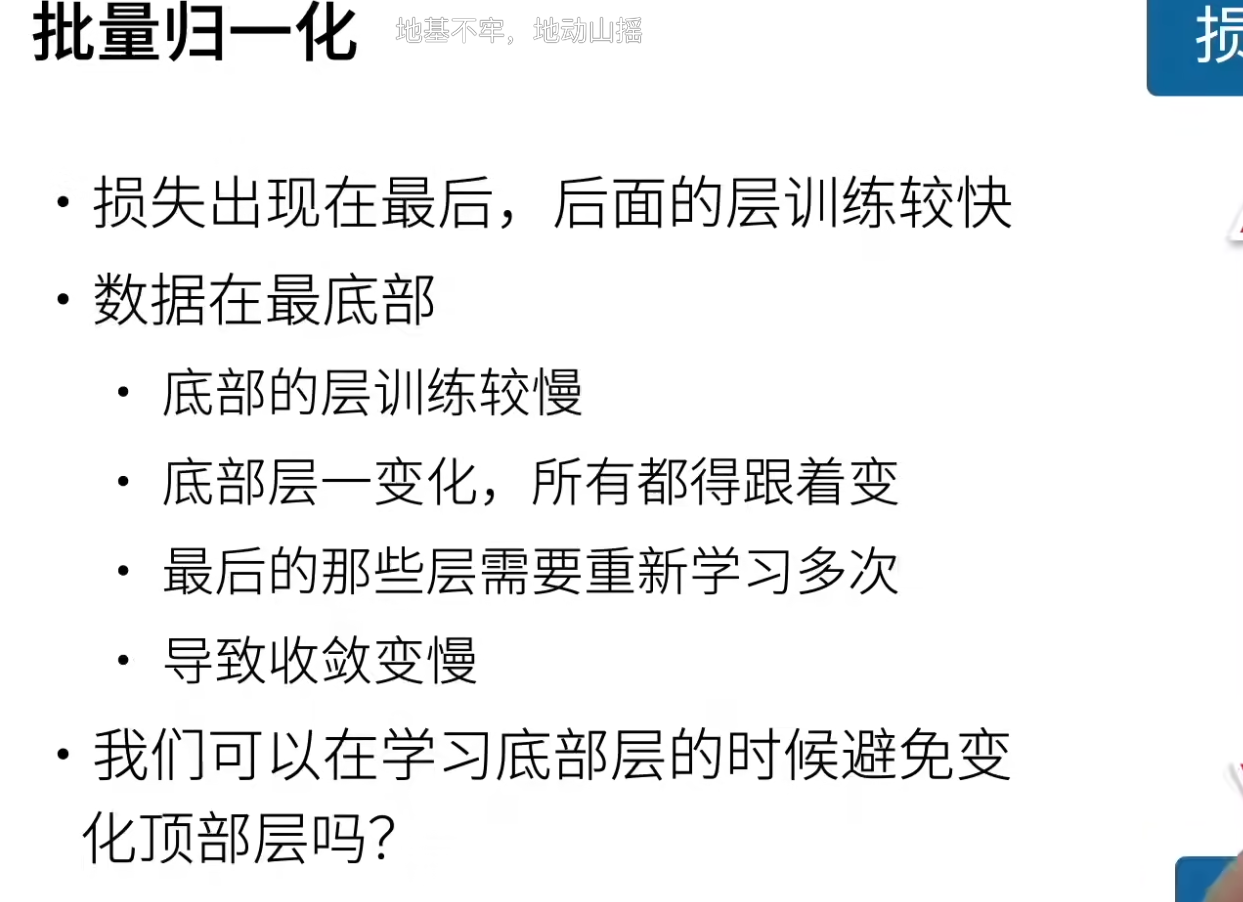 批量归一化
地基不牢，地动山摇
损
• 损失出现在最后，后面的层训练较快
• 数据在最底部
• 底部的层训练较慢
• 底部层一变化，所有都得跟着变
• 最后的那些层需要重新学习多次
• 导致收敛变慢
• 我们可以在学习底部层的时候避免变
化顶部层吗？